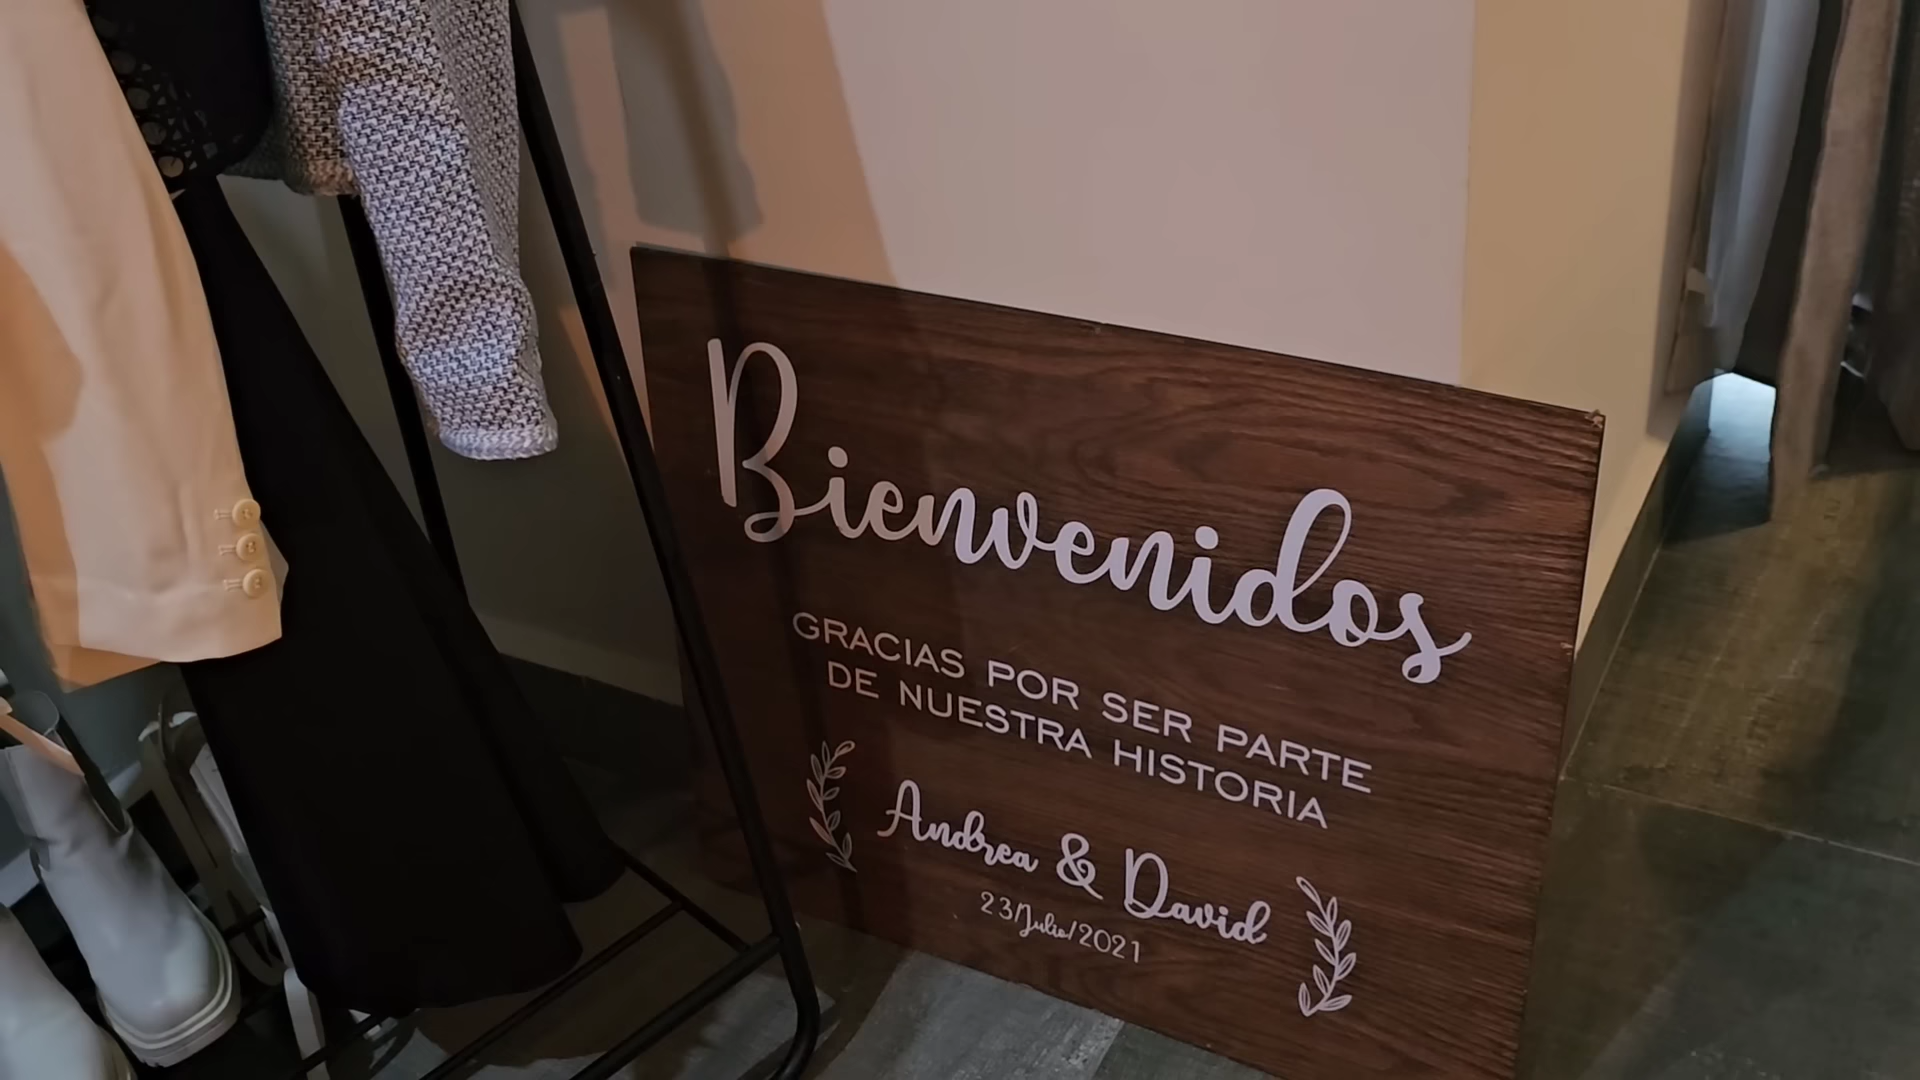 Bienvenidos
GRACIAS POR SER PARTE
DE NUESTRA HISTORIA
Andrea & David
23/Julio/2021